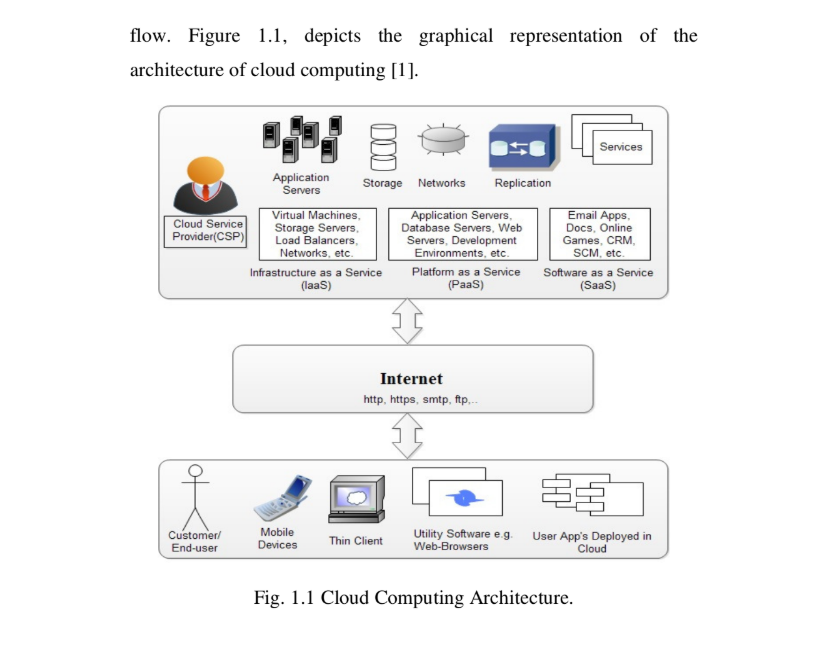 flow. Figure 1.1, depicts the graphical representation of the
architecture of cloud computing [1].
Application
Servers
Storage
Networks
Replication
Services
Cloud Service
Provider(CSP)
Virtual Machines,
Storage Servers,
Load Balancers,
Networks, etc.
Infrastructure as a Service
(IaaS)
Application Servers,
Database Servers, Web
Servers, Development
Environments, etc.
Platform as a Service
(PaaS)
Email Apps,
Docs, Online
Games, CRM,
SCM, etc.
Software as a Service
(SaaS)
Internet
http, https, smtp, ftp,..
Customer/
End-user
Mobile
Devices
Thin Client
Utility Software e.g.
Web-Browsers
User App's Deployed in
Cloud
Fig. 1.1 Cloud Computing Architecture.